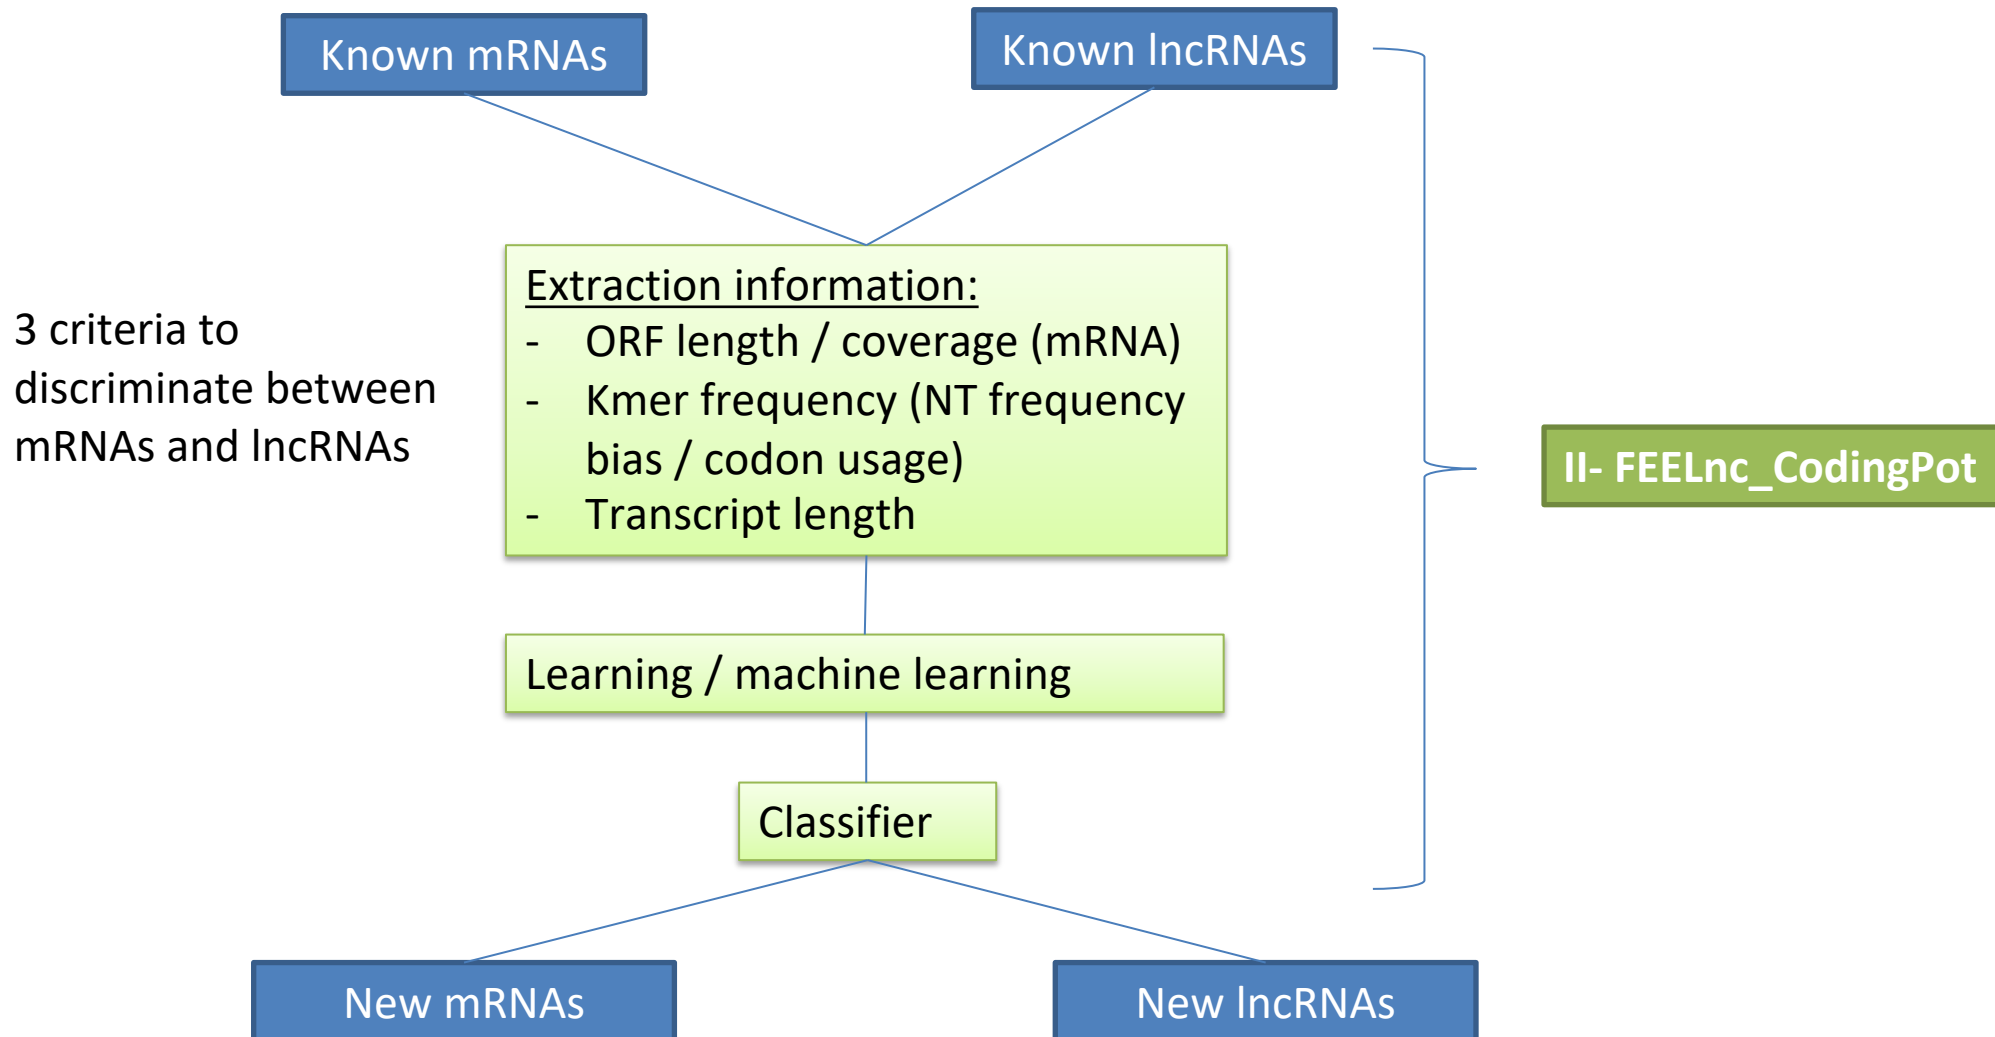 Known mRNAs
Known lncRNAs
3 criteria to
discriminate between
mRNAs and lncRNAs
Extraction information:
- ORF length / coverage (mRNA)
- Kmer frequency (NT frequency
bias / codon usage)
- Transcript length
II- FEELnc_CodingPot
Learning / machine learning
Classifier
New mRNAs
New lncRNAs